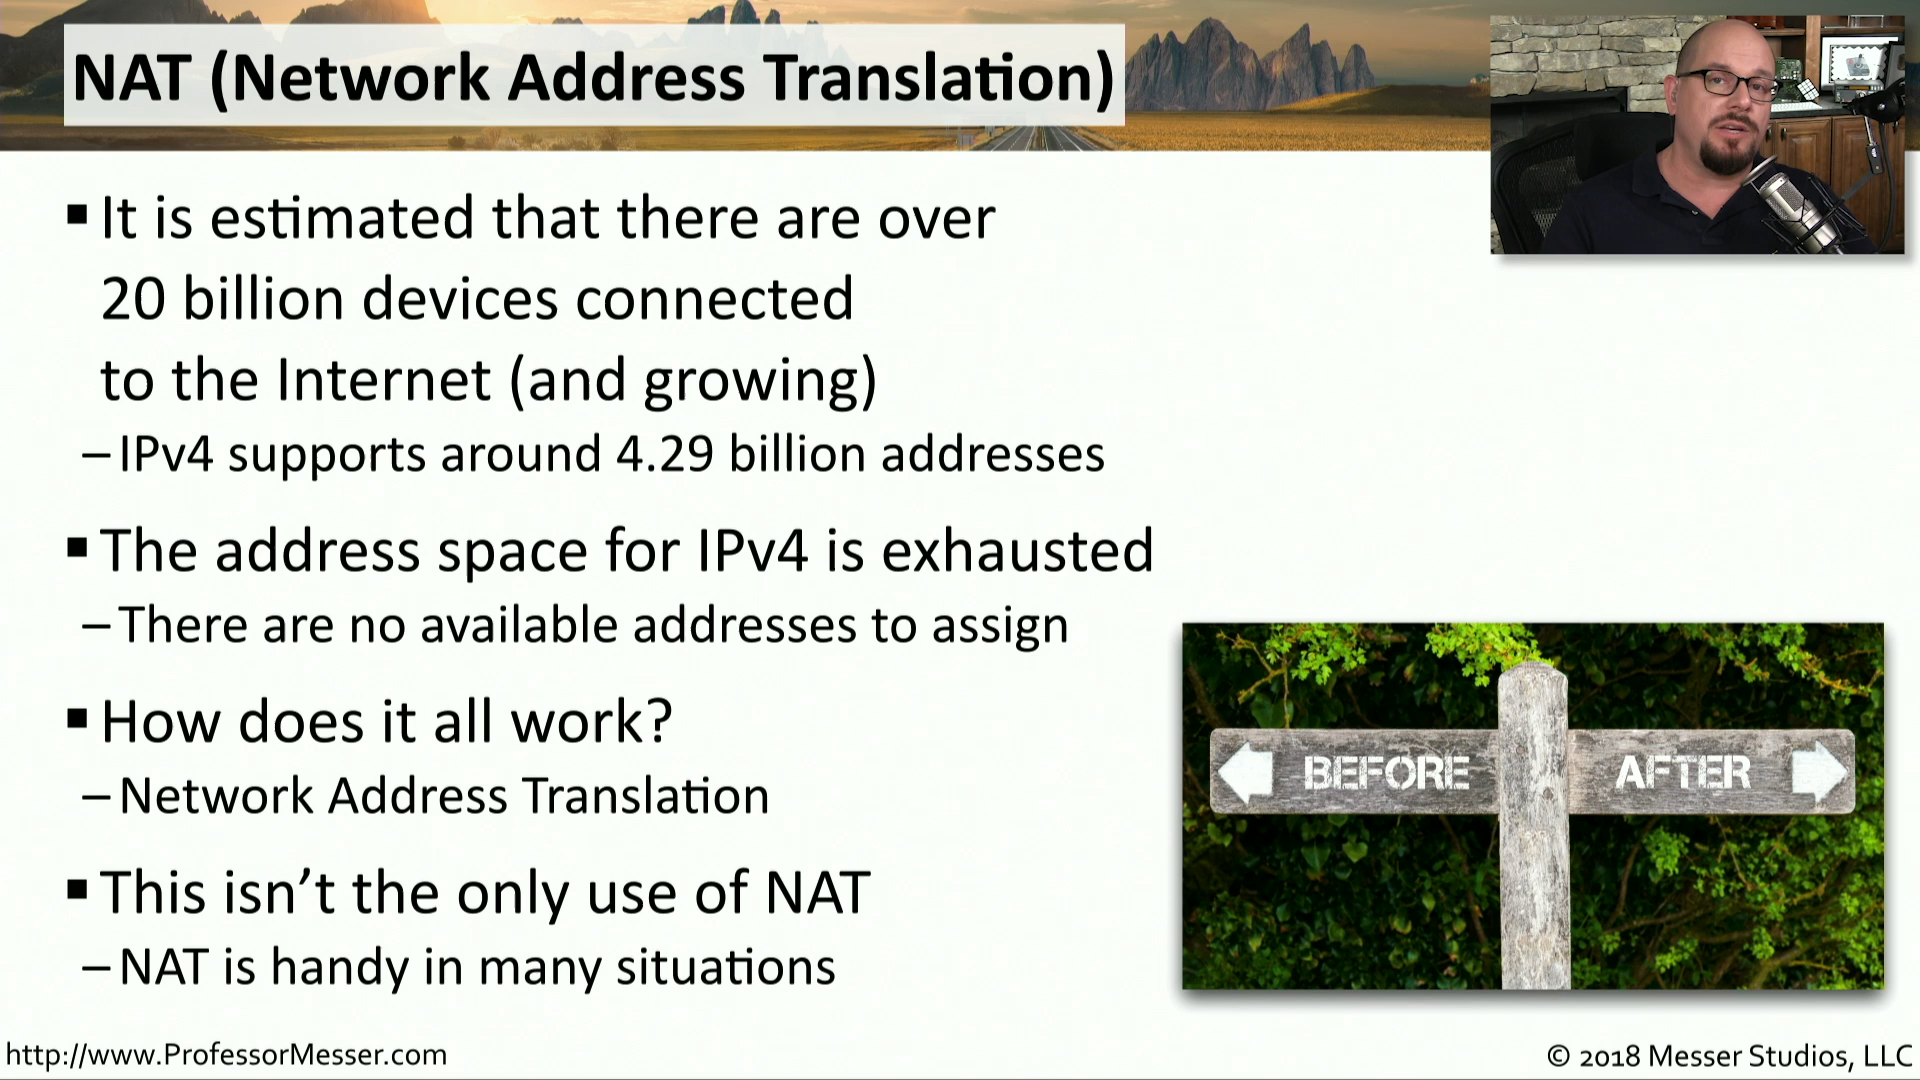 NAT (Network Address Translation)
▪ It is estimated that there are over
20 billion devices connected
to the Internet (and growing)
– IPv4 supports around 4.29 billion addresses
▪ The address space for IPv4 is exhausted
– There are no available addresses to assign
▪ How does it all work?
– Network Address Translation
▪ This isn’t the only use of NAT
– NAT is handy in many situations
BEFORE AFTER
http://www.ProfessorMesser.com
© 2018 Messer Studios, LLC